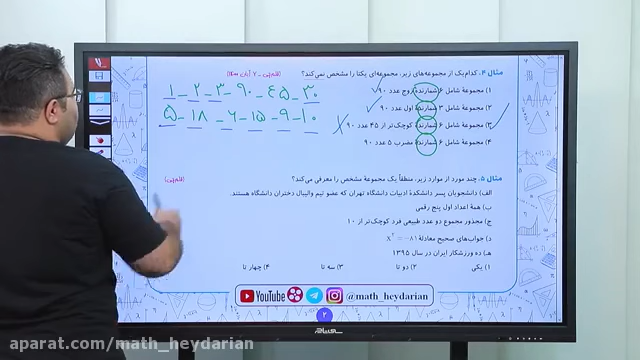 مثال ۴. کدام‌یک از مجموعه‌های زیر، مجموعه‌ای یکتا را مشخص نمی‌کند؟
۱) مجموعه شامل ۶ شمارندهٔ زوج عدد ۹۰
۲) مجموعه شامل ۳ شمارندهٔ اول عدد ۹۰
۳) مجموعه شامل ۶ شمارندهٔ کوچک‌تر از ۴۵ عدد ۹۰
۴) مجموعه شامل ۶ شمارندهٔ مضرب ۵ عدد ۹۰
۱ _ ۲ _ ۳ _ ۹۰ _ ۴۵ _ ۳۰
۵ _ ۱۸ _ ۶ _ ۱۵ _ ۹ _ ۱۰
مثال ۵. چند مورد از موارد زیر، منطقاً یک مجموعهٔ مشخص را معرفی می‌کند؟
الف) دانشجویان پسر دانشکدهٔ ادبیات دانشگاه تهران که عضو تیم والیبال دختران دانشگاه هستند.
ب) همهٔ اعداد اول پنج رقمی
ج) مجذور مجموع دو عدد طبیعی فرد کوچک‌تر از ۱۰
د) جواب‌های صحیح معادلهٔ x² = -۸۱
هـ) ده ورزشکار ایران در سال ۱۳۹۵
۱) یکی ۲) دو تا ۳) سه تا ۴) چهار تا
YouTube @math_heydarian
۲
aparat.com/math_heydarian